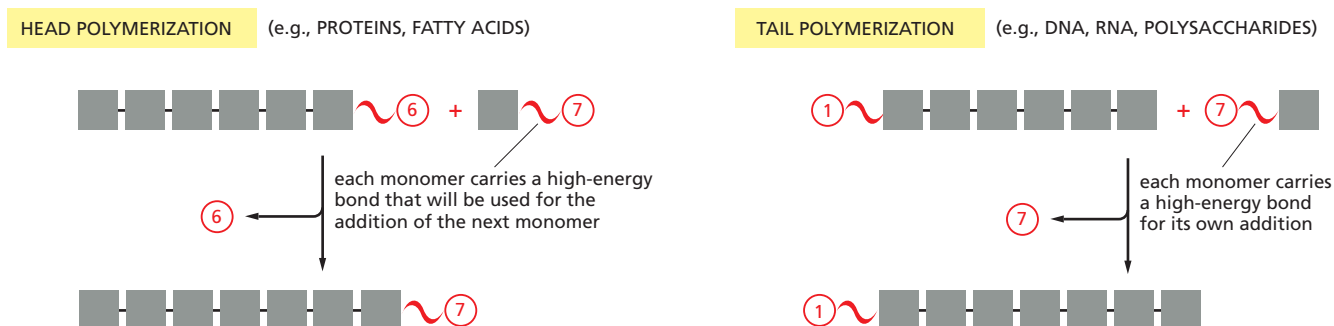 HEAD POLYMERIZATION (e.g., PROTEINS, FATTY ACIDS)
6 + 7
each monomer carries a high-energy
bond that will be used for the
addition of the next monomer
6
7
TAIL POLYMERIZATION (e.g., DNA, RNA, POLYSACCHARIDES)
1 + 7
each monomer carries
a high-energy bond
for its own addition
7
1